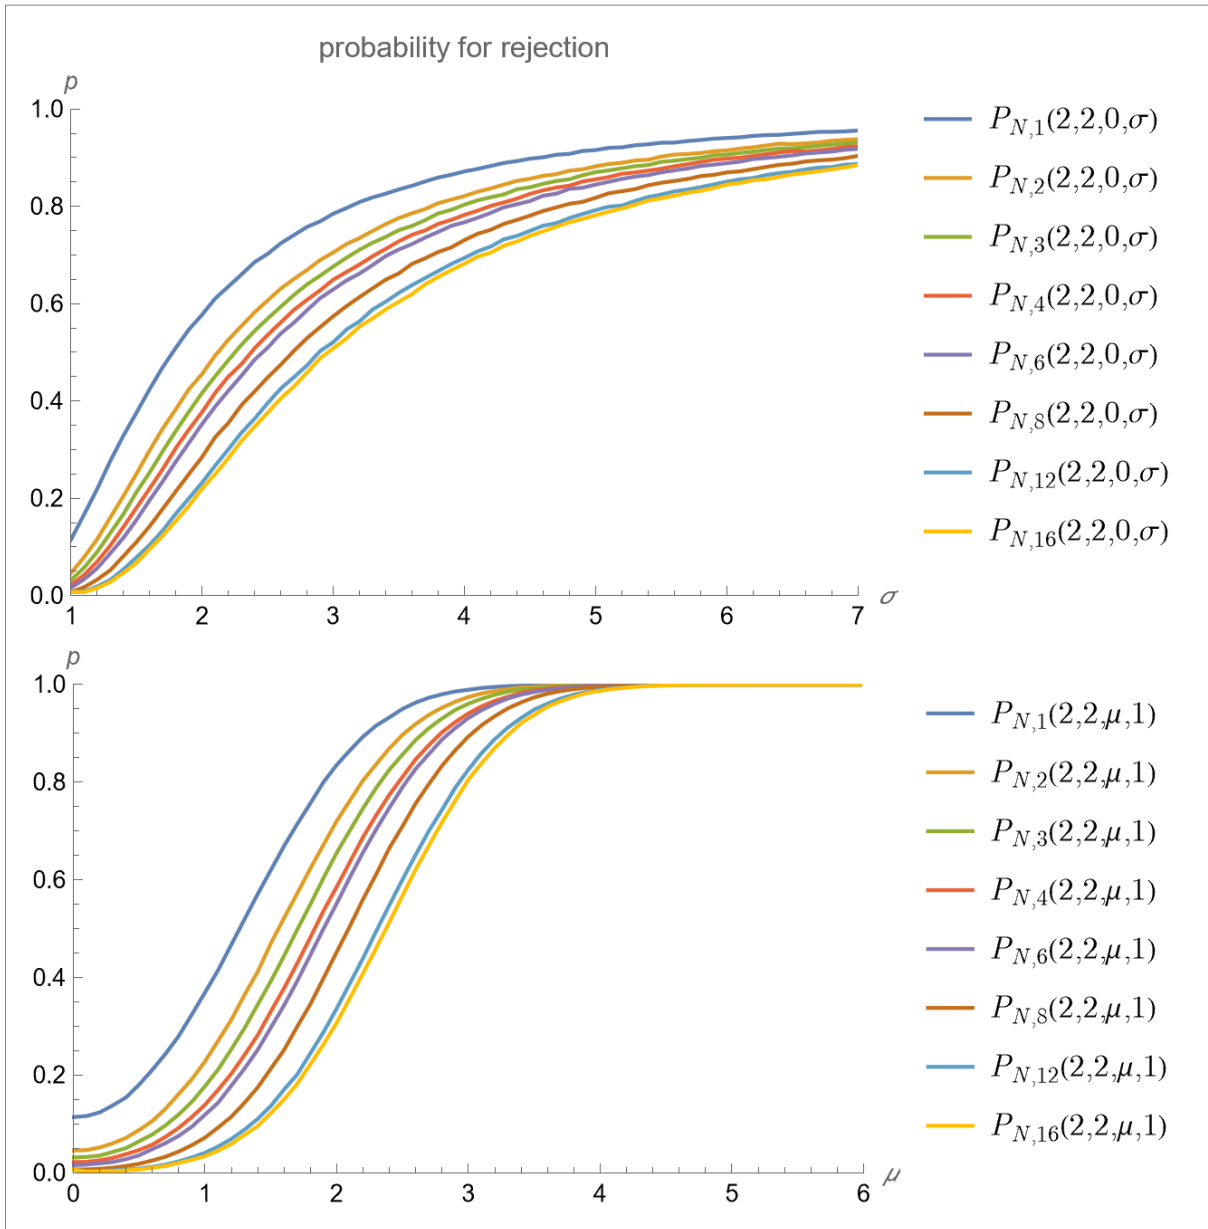 probability for rejection
p
1.0
0.8
0.6
0.4
0.2
0.0
1 2 3 4 5 6 7 σ
P_{N,1}(2,2,0,σ)
P_{N,2}(2,2,0,σ)
P_{N,3}(2,2,0,σ)
P_{N,4}(2,2,0,σ)
P_{N,6}(2,2,0,σ)
P_{N,8}(2,2,0,σ)
P_{N,12}(2,2,0,σ)
P_{N,16}(2,2,0,σ)
p
1.0
0.8
0.6
0.4
0.2
0.0
0 1 2 3 4 5 6 μ
P_{N,1}(2,2,μ,1)
P_{N,2}(2,2,μ,1)
P_{N,3}(2,2,μ,1)
P_{N,4}(2,2,μ,1)
P_{N,6}(2,2,μ,1)
P_{N,8}(2,2,μ,1)
P_{N,12}(2,2,μ,1)
P_{N,16}(2,2,μ,1)